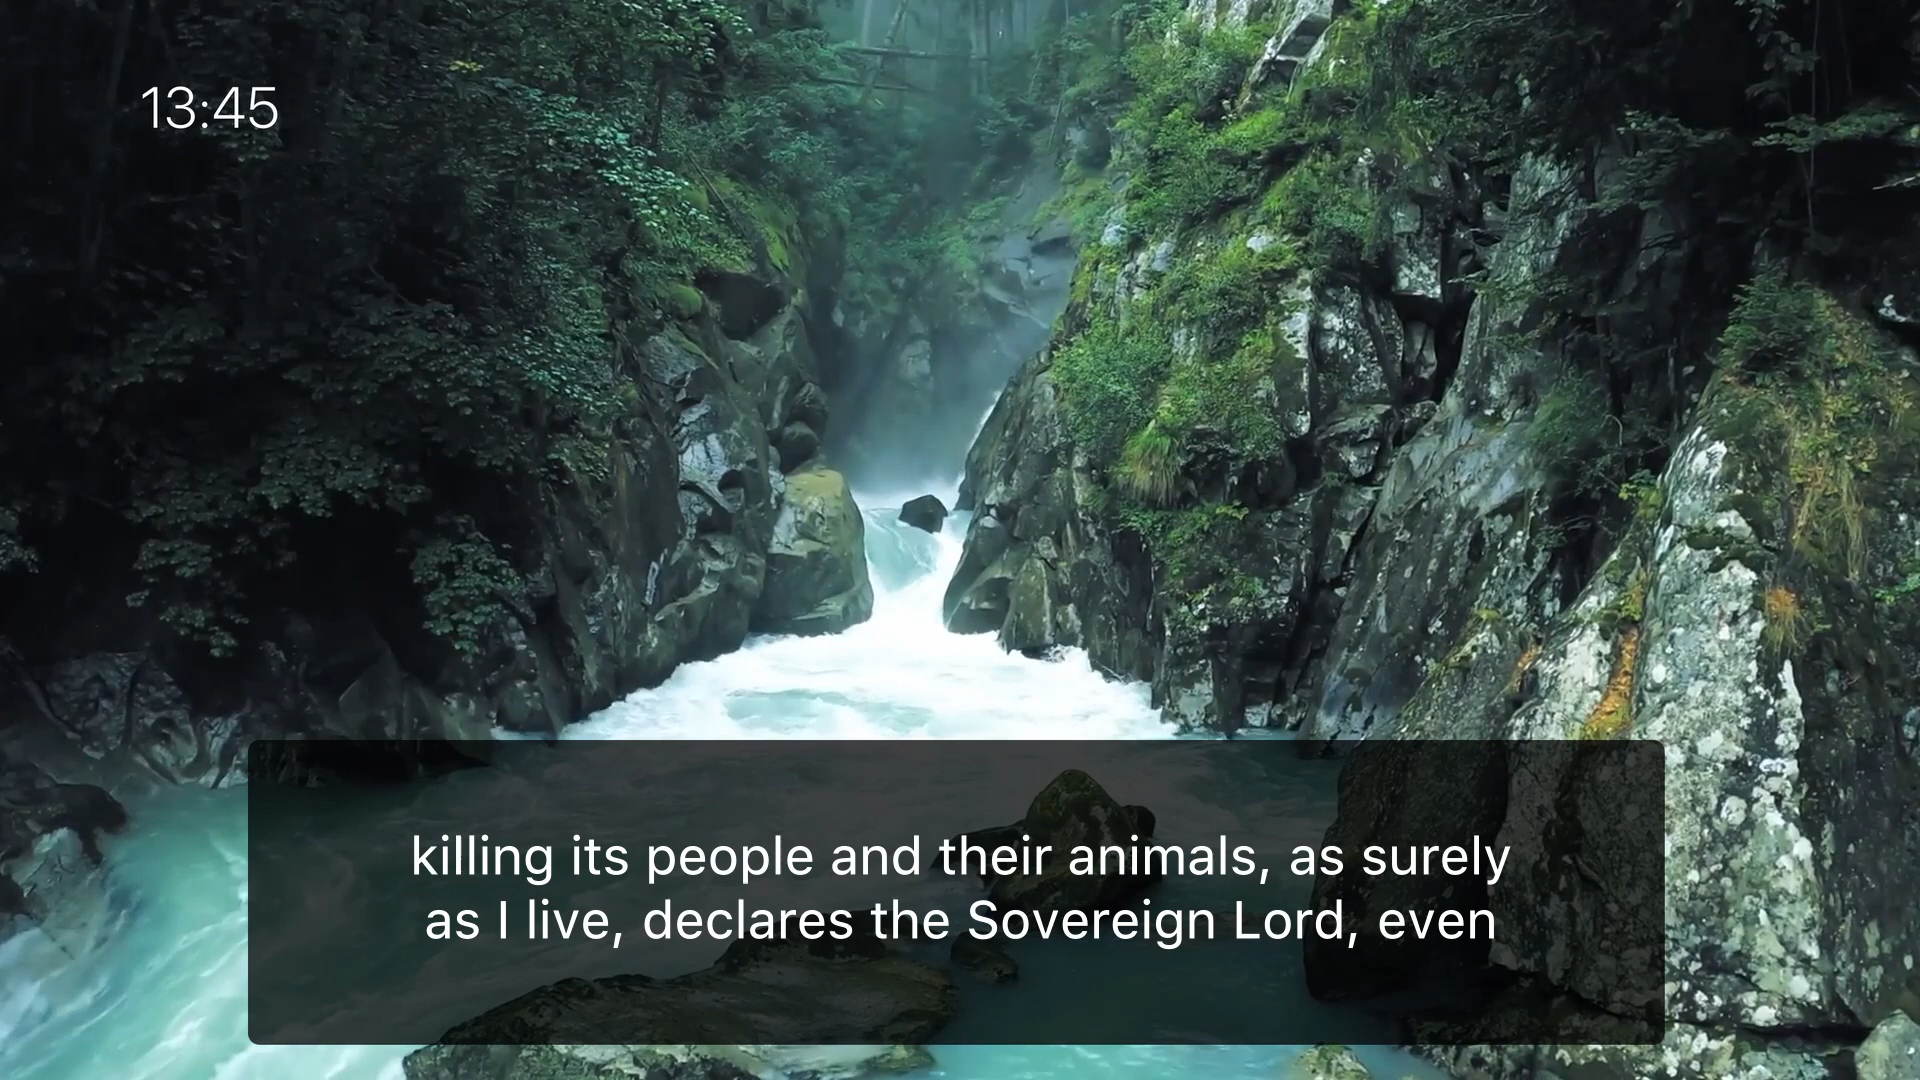 13:45
killing its people and their animals, as surely
as I live, declares the Sovereign Lord, even